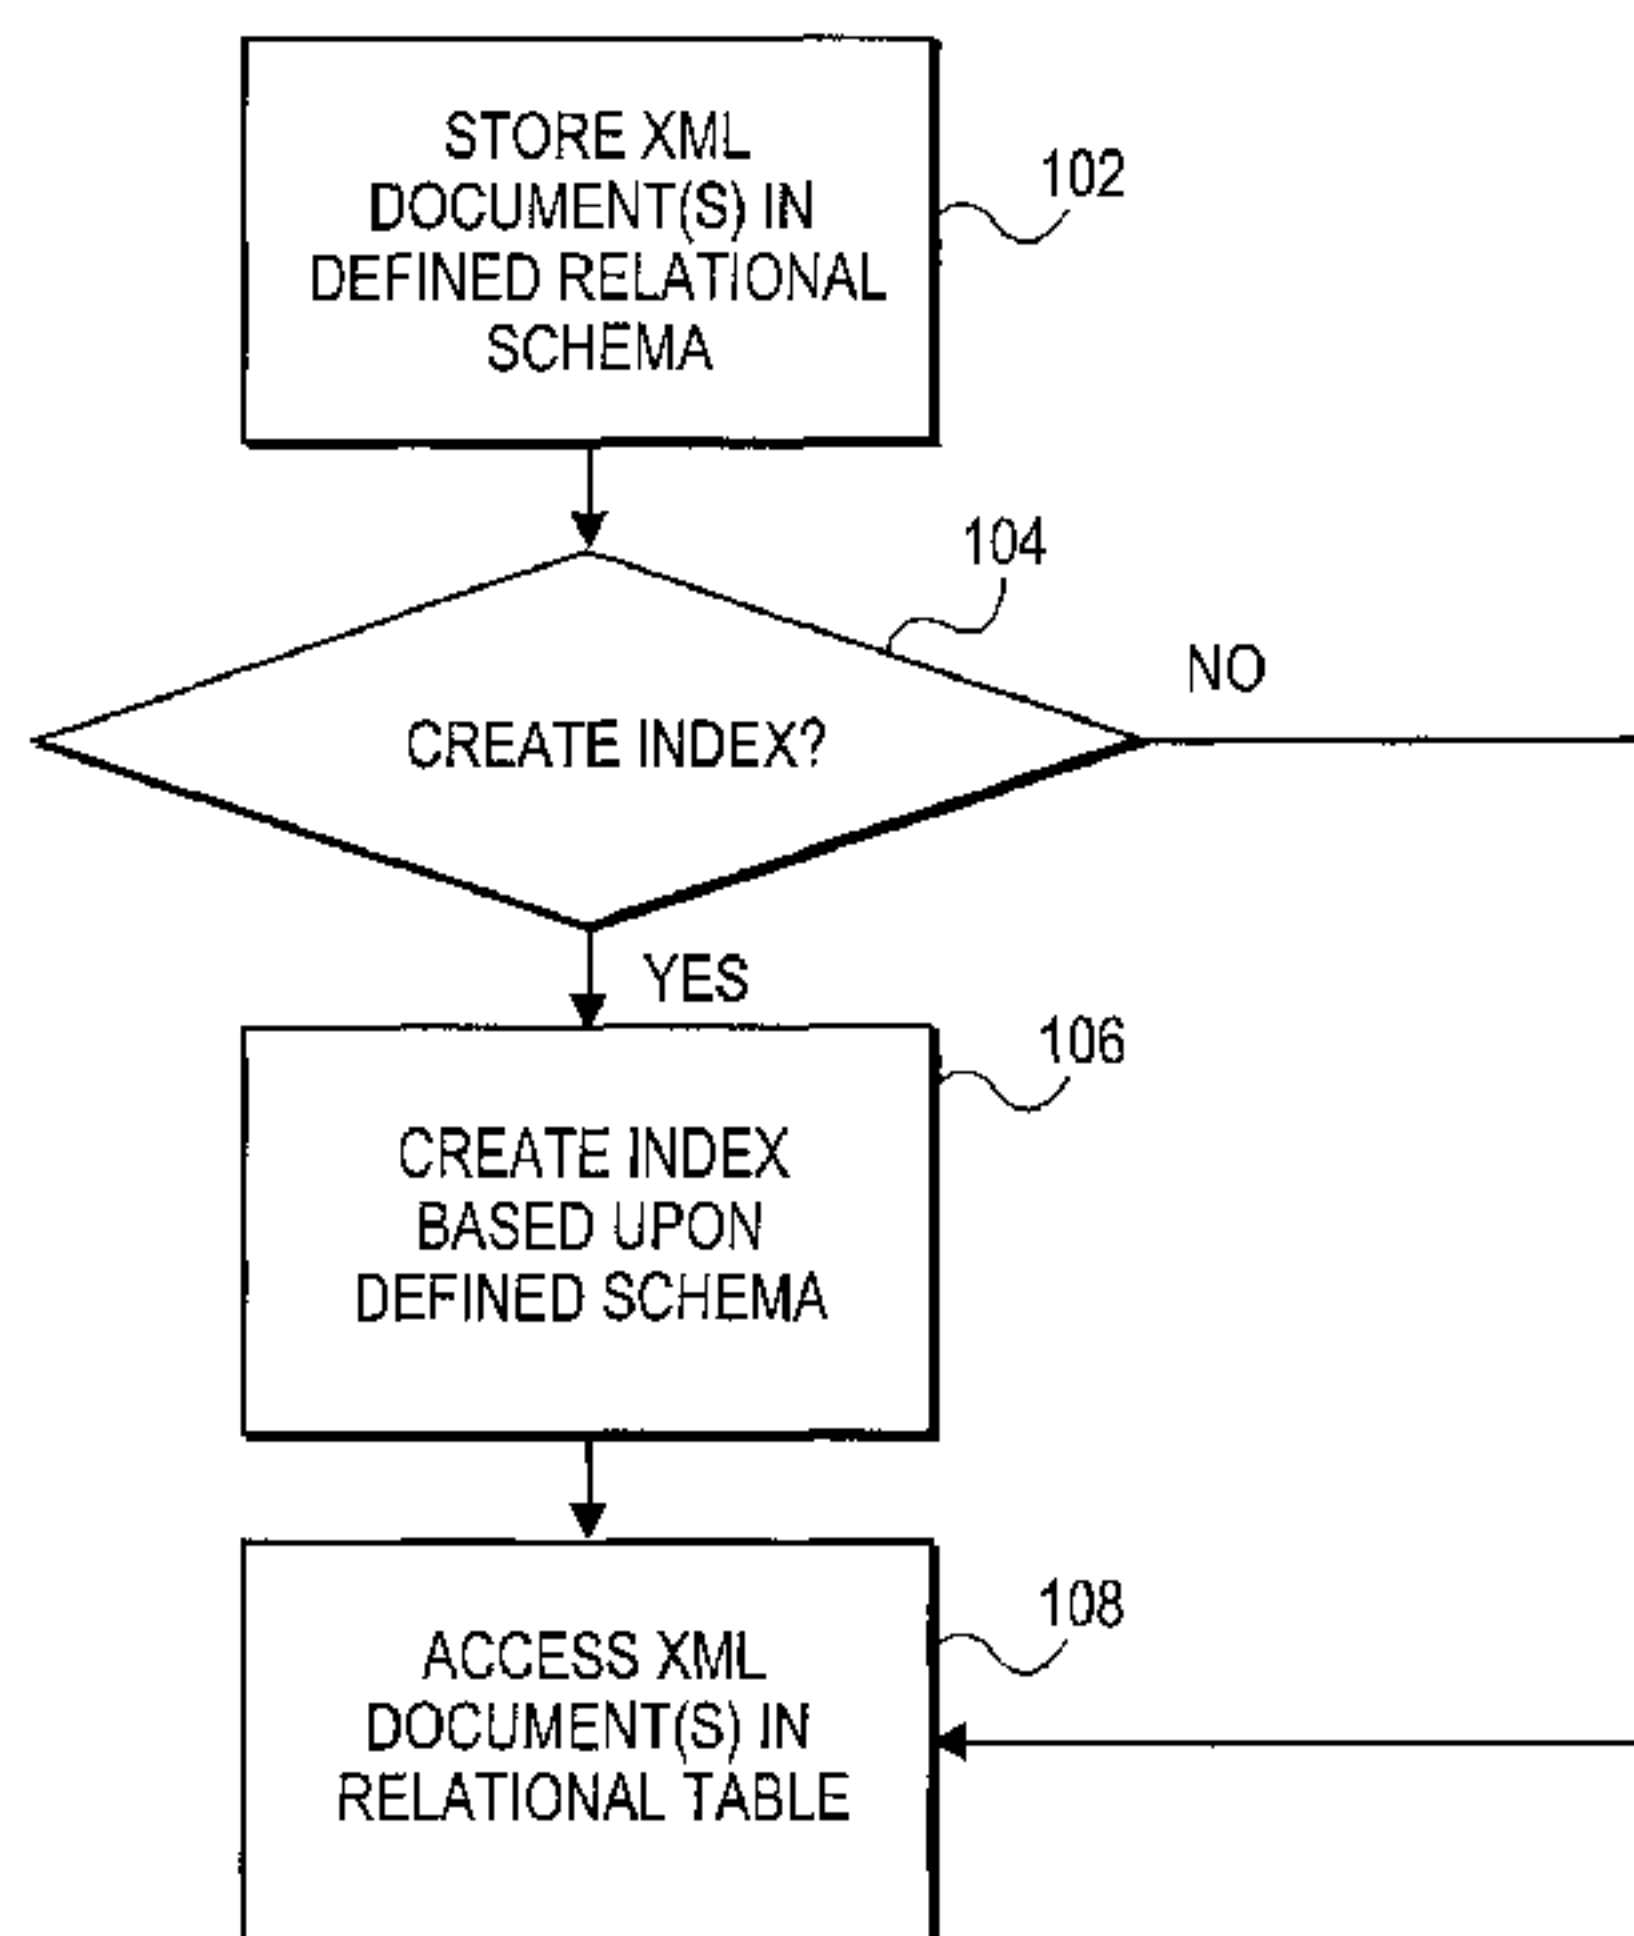 STORE XML
DOCUMENT(S) IN
DEFINED RELATIONAL
SCHEMA
102
104
NO
CREATE INDEX?
YES
106
CREATE INDEX
BASED UPON
DEFINED SCHEMA
108
ACCESS XML
DOCUMENT(S) IN
RELATIONAL TABLE